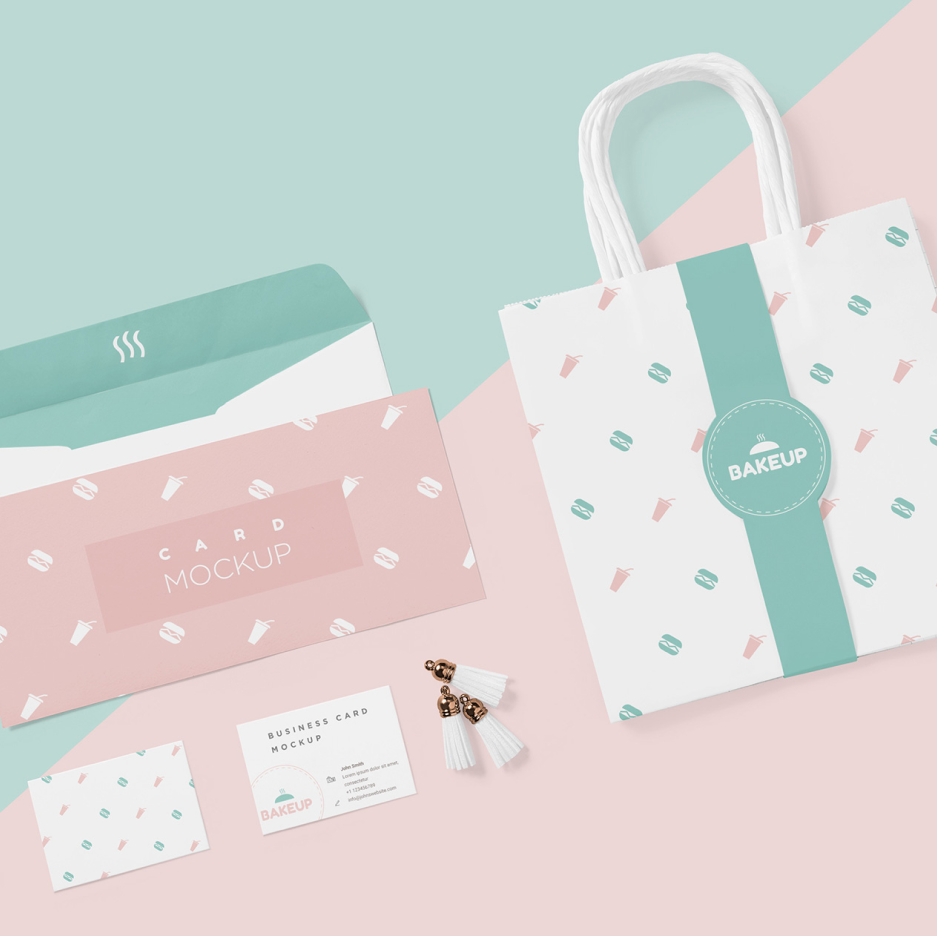 BAKEUP
CARD
MOCKUP
BUSINESS CARD
MOCKUP
John Smith
Lorem ipsum dolor sit amet,
consectetur
+1 123456789
BAKEUP